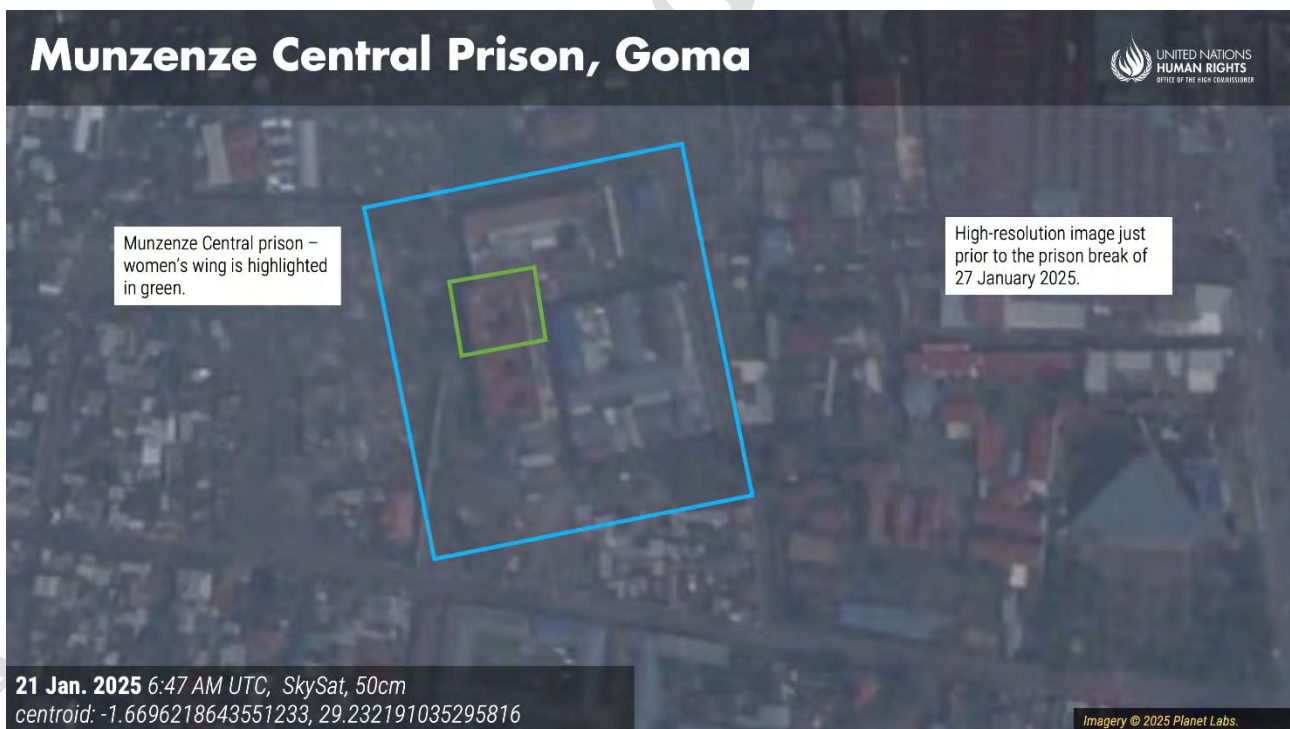 Munzenze Central Prison, Goma
UNITED NATIONS
HUMAN RIGHTS
OFFICE OF THE HIGH COMMISSIONER
Munzenze Central prison –
women's wing is highlighted
in green.
High-resolution image just
prior to the prison break of
27 January 2025.
21 Jan. 2025 6:47 AM UTC, SkySat, 50cm
centroid: -1.6696218643551233, 29.232191035295816
Imagery © 2025 Planet Labs.